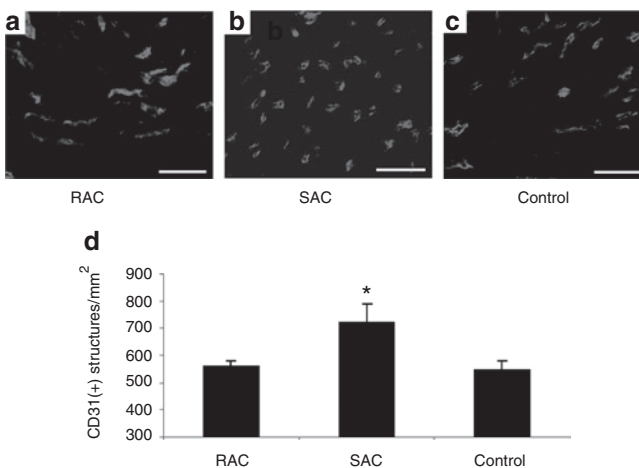 a
b
b
c
RAC
SAC
Control
d
CD31(+) structures/mm²
900
800
700
600
500
400
300
*
RAC
SAC
Control